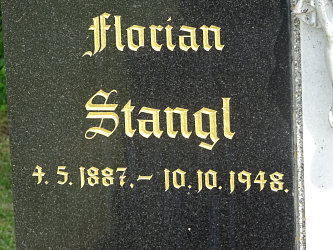 Florian
Stangl
4. 5. 1887. – 10. 10. 1948.